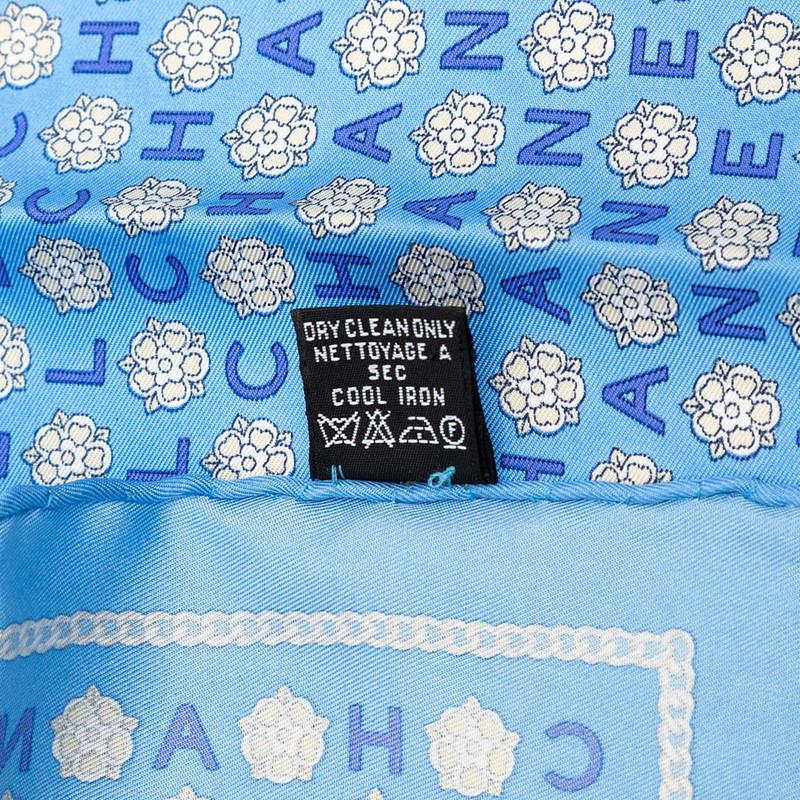 H A N E
C H A N E
C H A N E
C H A N
L C A
L H
DRY CLEAN ONLY
NETTOYAGE A
SEC
COOL IRON
F
N A H C